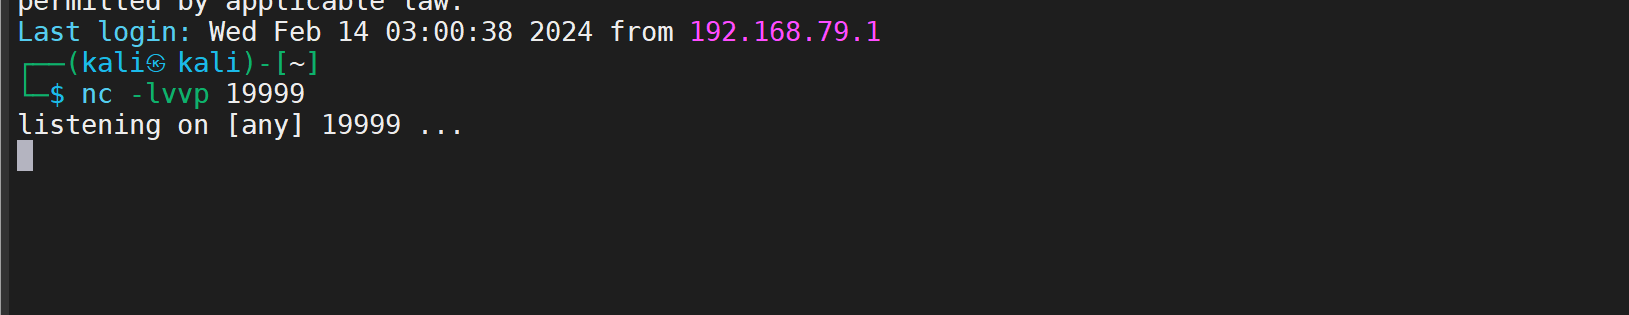 permitted by applicable law.
Last login: Wed Feb 14 03:00:38 2024 from 192.168.79.1
┌──(kali㉿ kali)-[~]
└─$ nc -lvvp 19999
listening on [any] 19999 ...